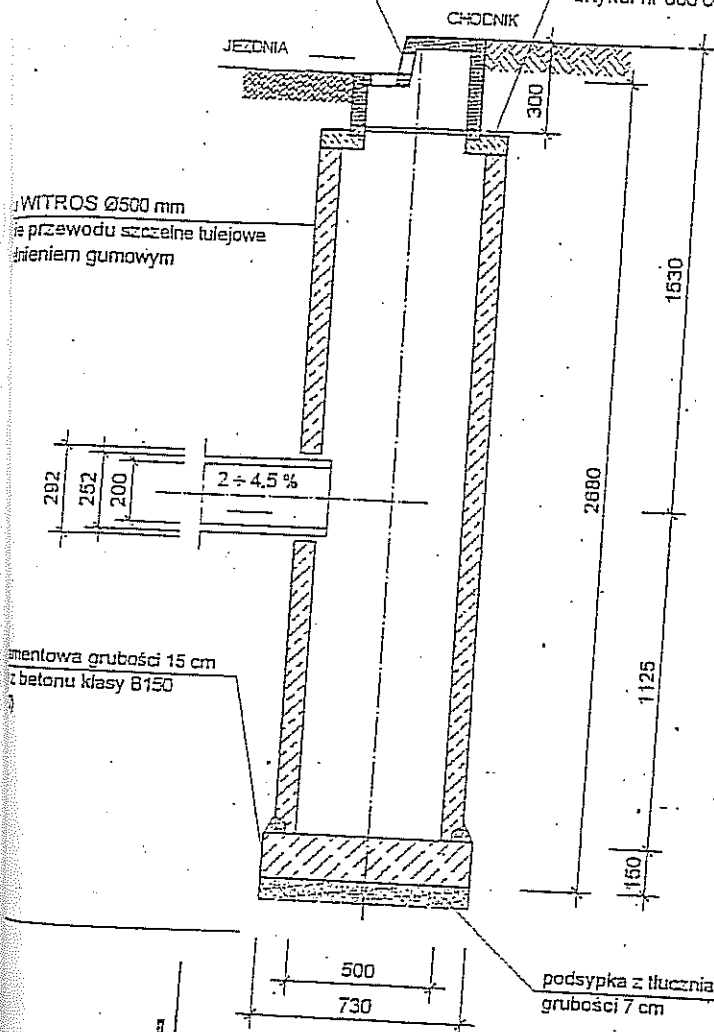 CHODNIK
JEZDNIA
300
WITROS Ø500 mm
ie przewodu szczelne tulejowe
nieniem gumowym
1530
292
252
200
2 ÷ 4,5 %
2680
mentowa grubości 15 cm
z betonu klasy B150
1125
150
500
730
podsypka z tłucznia
grubości 7 cm